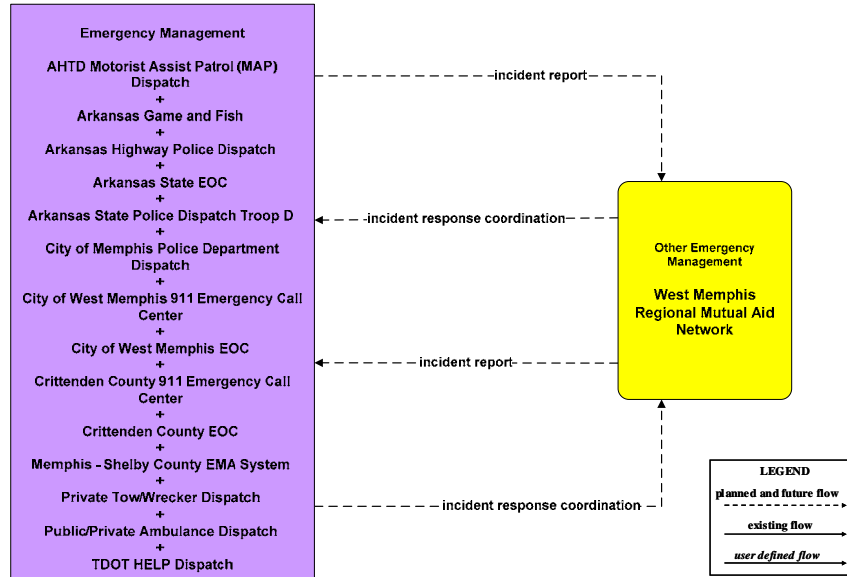 Emergency Management
AHTD Motorist Assist Patrol (MAP)
Dispatch
+
Arkansas Game and Fish
+
Arkansas Highway Police Dispatch
+
Arkansas State EOC
+
Arkansas State Police Dispatch Troop D
+
City of Memphis Police Department
Dispatch
+
City of West Memphis 911 Emergency Call
Center
+
City of West Memphis EOC
+
Crittenden County 911 Emergency Call
Center
+
Crittenden County EOC
+
Memphis - Shelby County EMA System
+
Private Tow/Wrecker Dispatch
+
Public/Private Ambulance Dispatch
+
TDOT HELP Dispatch
incident report
incident response coordination
incident report
incident response coordination
Other Emergency
Management
West Memphis
Regional Mutual Aid
Network
LEGEND
planned and future flow
existing flow
user defined flow